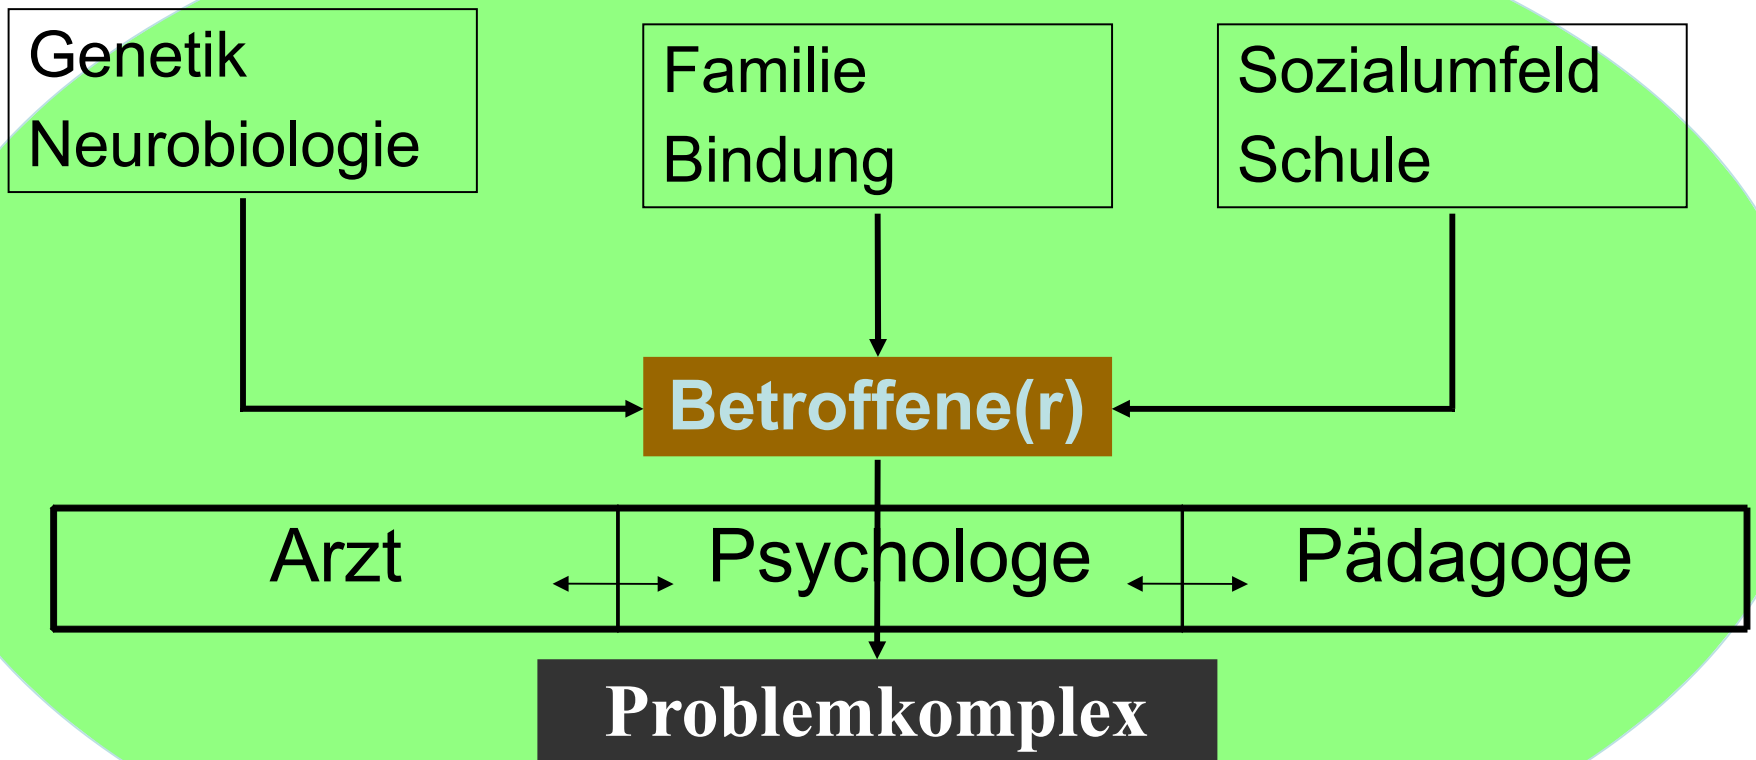 Genetik
Neurobiologie
Familie
Bindung
Sozialumfeld
Schule
Betroffene(r)
Arzt
Psychologe
Pädagoge
Problemkomplex